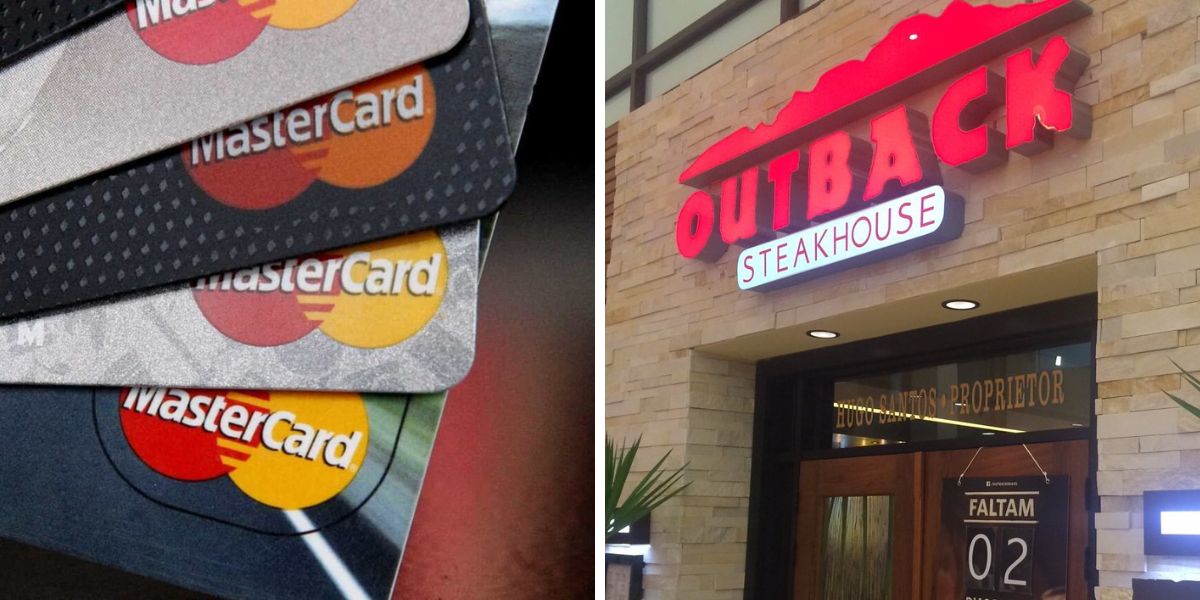 MasterCard
MasterCard
MasterCard
M
MasterCard
OUTBACK
STEAKHOUSE
HUGO SANTOS • PROPRIETOR
FALTAM
02